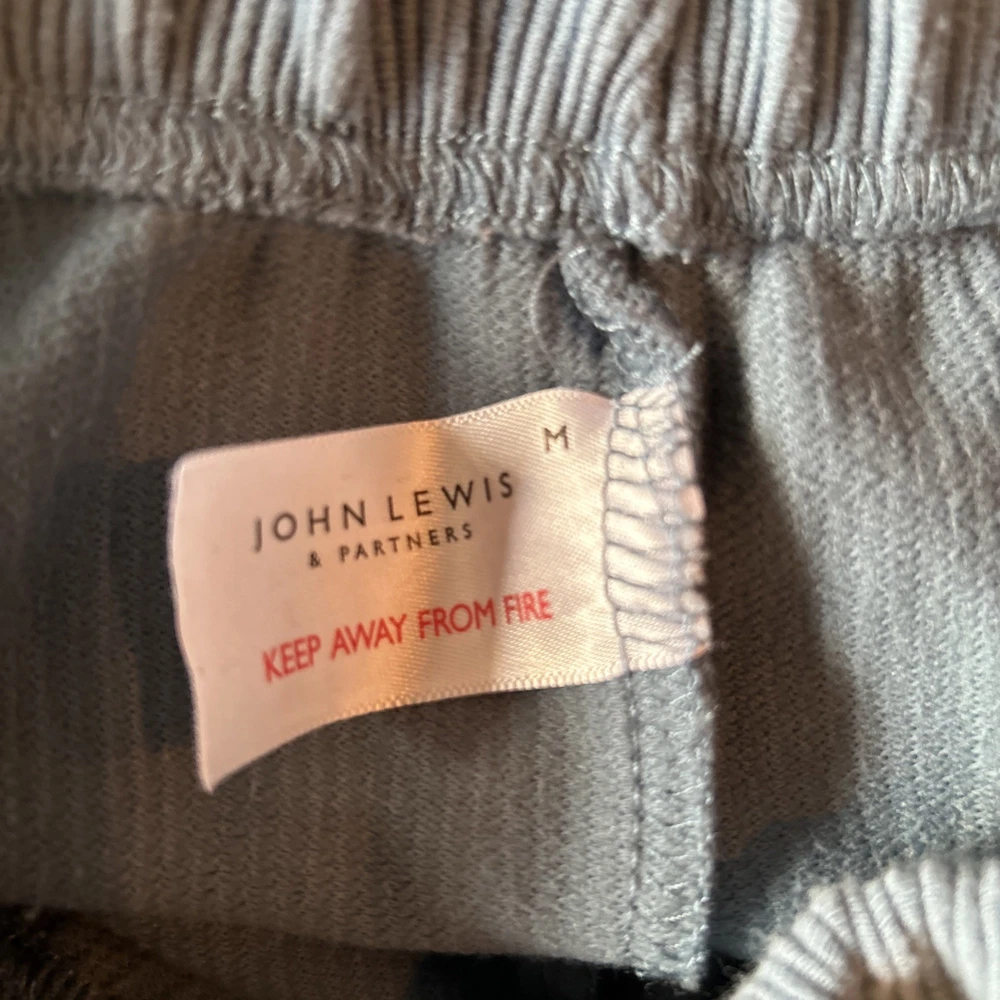 M
JOHN LEWIS
& PARTNERS
KEEP AWAY FROM FIRE